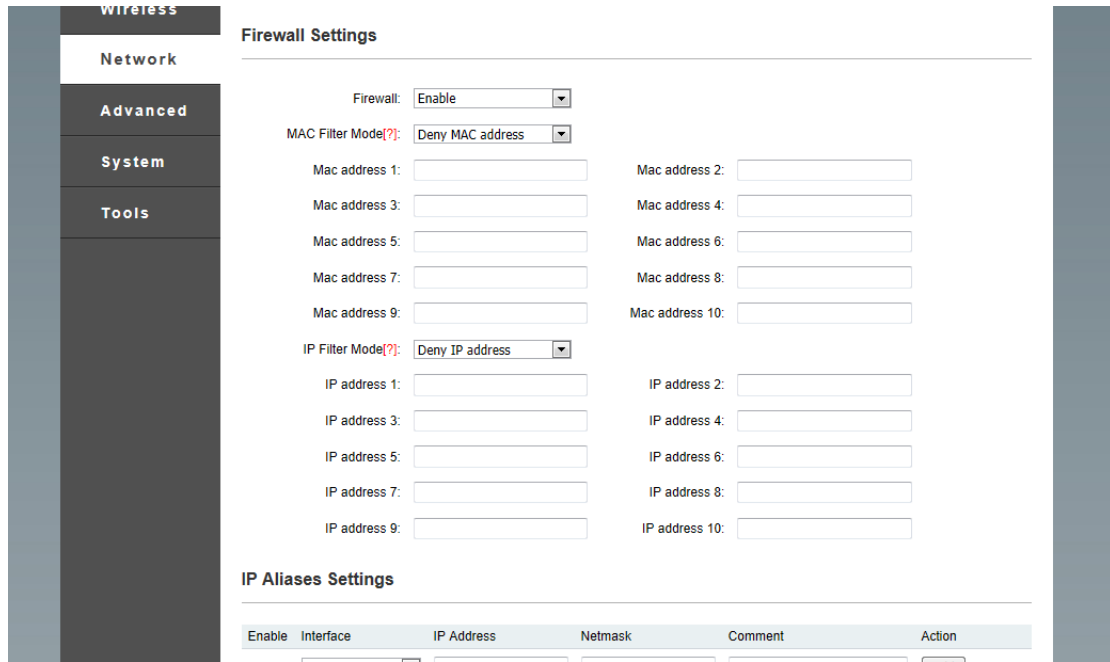 Wireless
Network
Advanced
System
Tools
Firewall Settings
Firewall: Enable
MAC Filter Mode[?]: Deny MAC address
Mac address 1: Mac address 2:
Mac address 3: Mac address 4:
Mac address 5: Mac address 6:
Mac address 7: Mac address 8:
Mac address 9: Mac address 10:
IP Filter Mode[?]: Deny IP address
IP address 1: IP address 2:
IP address 3: IP address 4:
IP address 5: IP address 6:
IP address 7: IP address 8:
IP address 9: IP address 10:
IP Aliases Settings
Enable Interface IP Address Netmask Comment Action